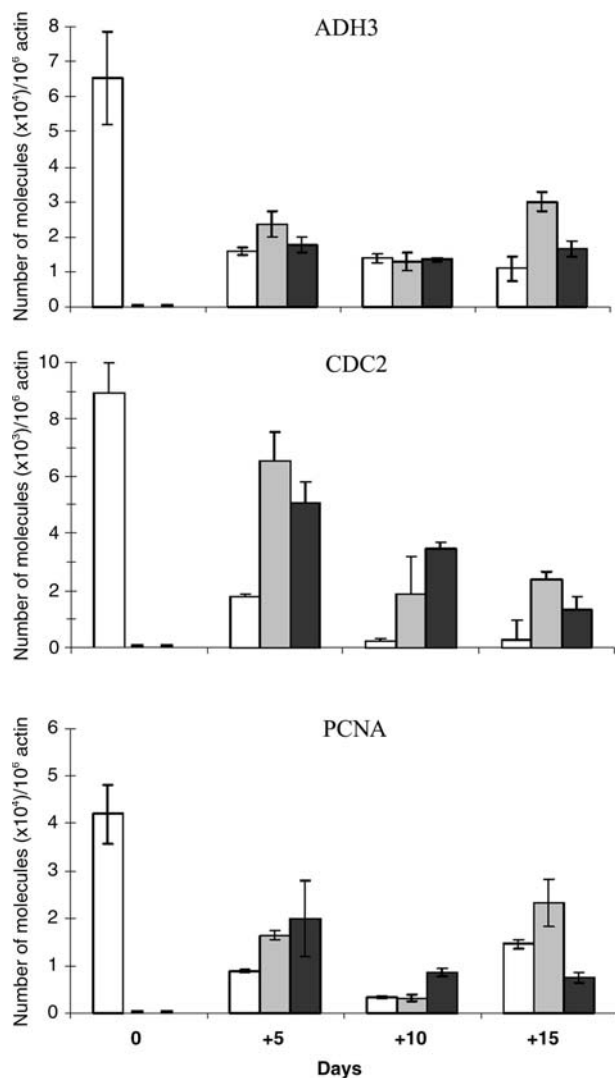 ADH3
Number of molecules (x10⁴)/10⁶ actin
8
7
6
5
4
3
2
1
0
CDC2
Number of molecules (x10³)/10⁶ actin
10
8
6
4
2
0
PCNA
Number of molecules (x10⁴)/10⁶ actin
6
5
4
3
2
1
0
0 +5 +10 +15
Days